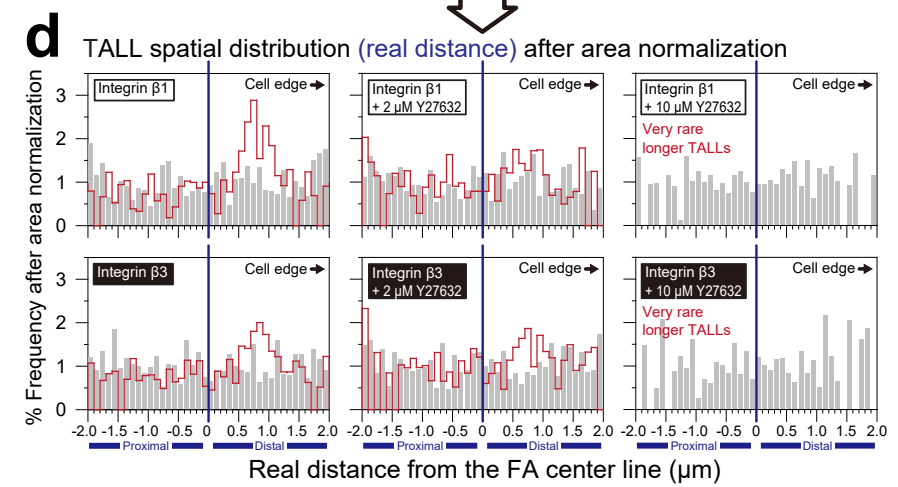 d
TALL spatial distribution (real distance) after area normalization
% Frequency after area normalization
3
2
1
0
Integrin β1
Cell edge
Integrin β1
+ 2 µM Y27632
Cell edge
Integrin β1
+ 10 µM Y27632
Cell edge
Very rare
longer TALLs
3
2
1
0
Integrin β3
Cell edge
Integrin β3
+ 2 µM Y27632
Cell edge
Integrin β3
+ 10 µM Y27632
Cell edge
Very rare
longer TALLs
-2.0 -1.5 -1.0 -0.5 0 0.5 1.0 1.5 2.0
-2.0 -1.5 -1.0 -0.5 0 0.5 1.0 1.5 2.0
-2.0 -1.5 -1.0 -0.5 0 0.5 1.0 1.5 2.0
Proximal Distal
Proximal Distal
Proximal Distal
Real distance from the FA center line (µm)